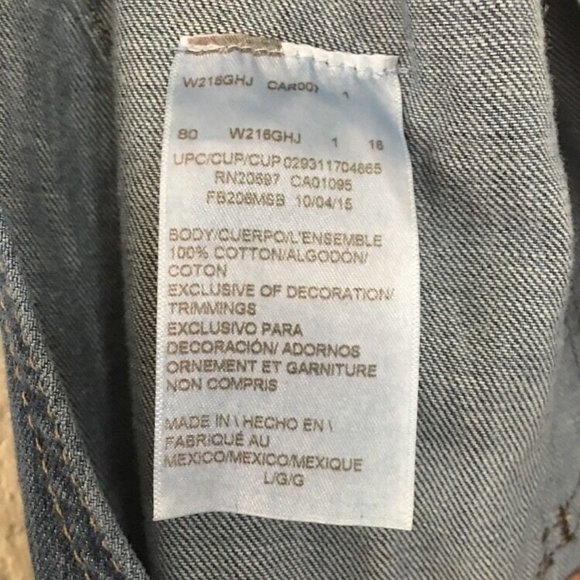 W216GHJ CAR00 1
80 W216GHJ 1 16
UPC/CUP/CUP 029311704865
RN20697 CA01095
FB206MSB 10/04/15
BODY/CUERPO/L'ENSEMBLE
100% COTTON/ALGODÓN/
COTON
EXCLUSIVE OF DECORATION/
TRIMMINGS
EXCLUSIVO PARA
DECORACIÓN/ ADORNOS
ORNEMENT ET GARNITURE
NON COMPRIS
MADE IN \ HECHO EN \
FABRIQUÉ AU
MEXICO/MEXICO/MEXIQUE
L/G/G